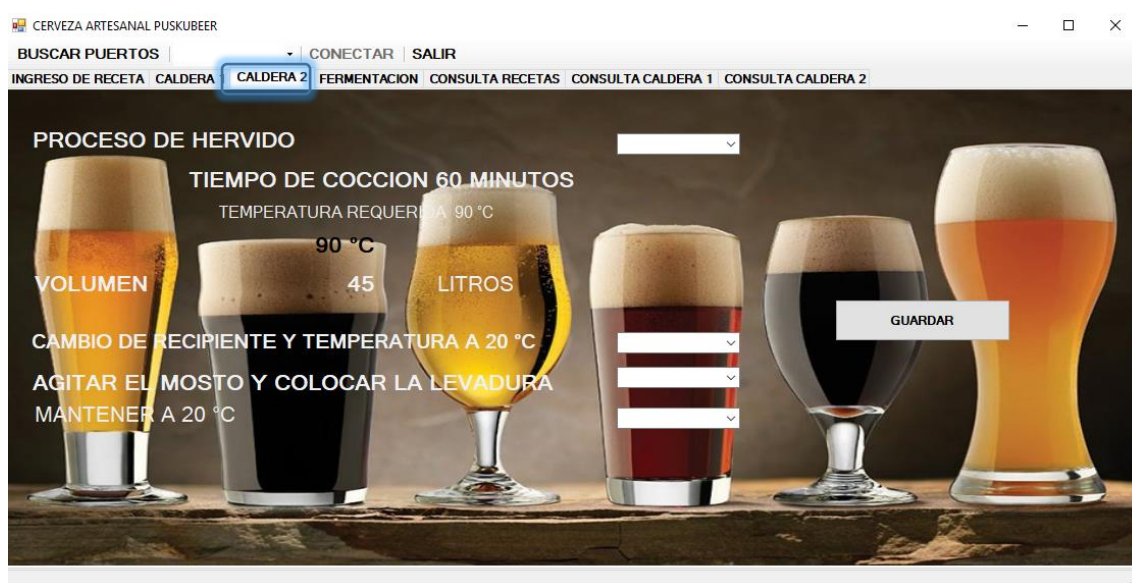 CERVEZA ARTESANAL PUSKUBEER
BUSCAR PUERTOS CONECTAR SALIR
INGRESO DE RECETA CALDERA 1 CALDERA 2 FERMENTACION CONSULTA RECETAS CONSULTA CALDERA 1 CONSULTA CALDERA 2
PROCESO DE HERVIDO
TIEMPO DE COCCION 60 MINUTOS
TEMPERATURA REQUERIDA 90 °C
90 °C
VOLUMEN 45 LITROS
GUARDAR
CAMBIO DE RECIPIENTE Y TEMPERATURA A 20 °C
AGITAR EL MOSTO Y COLOCAR LA LEVADURA
MANTENER A 20 °C